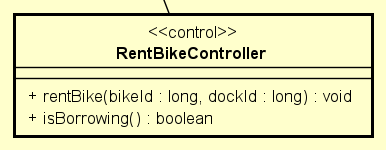 <<control>>
RentBikeController
+ rentBike(bikeId : long, dockId : long) : void
+ isBorrowing() : boolean